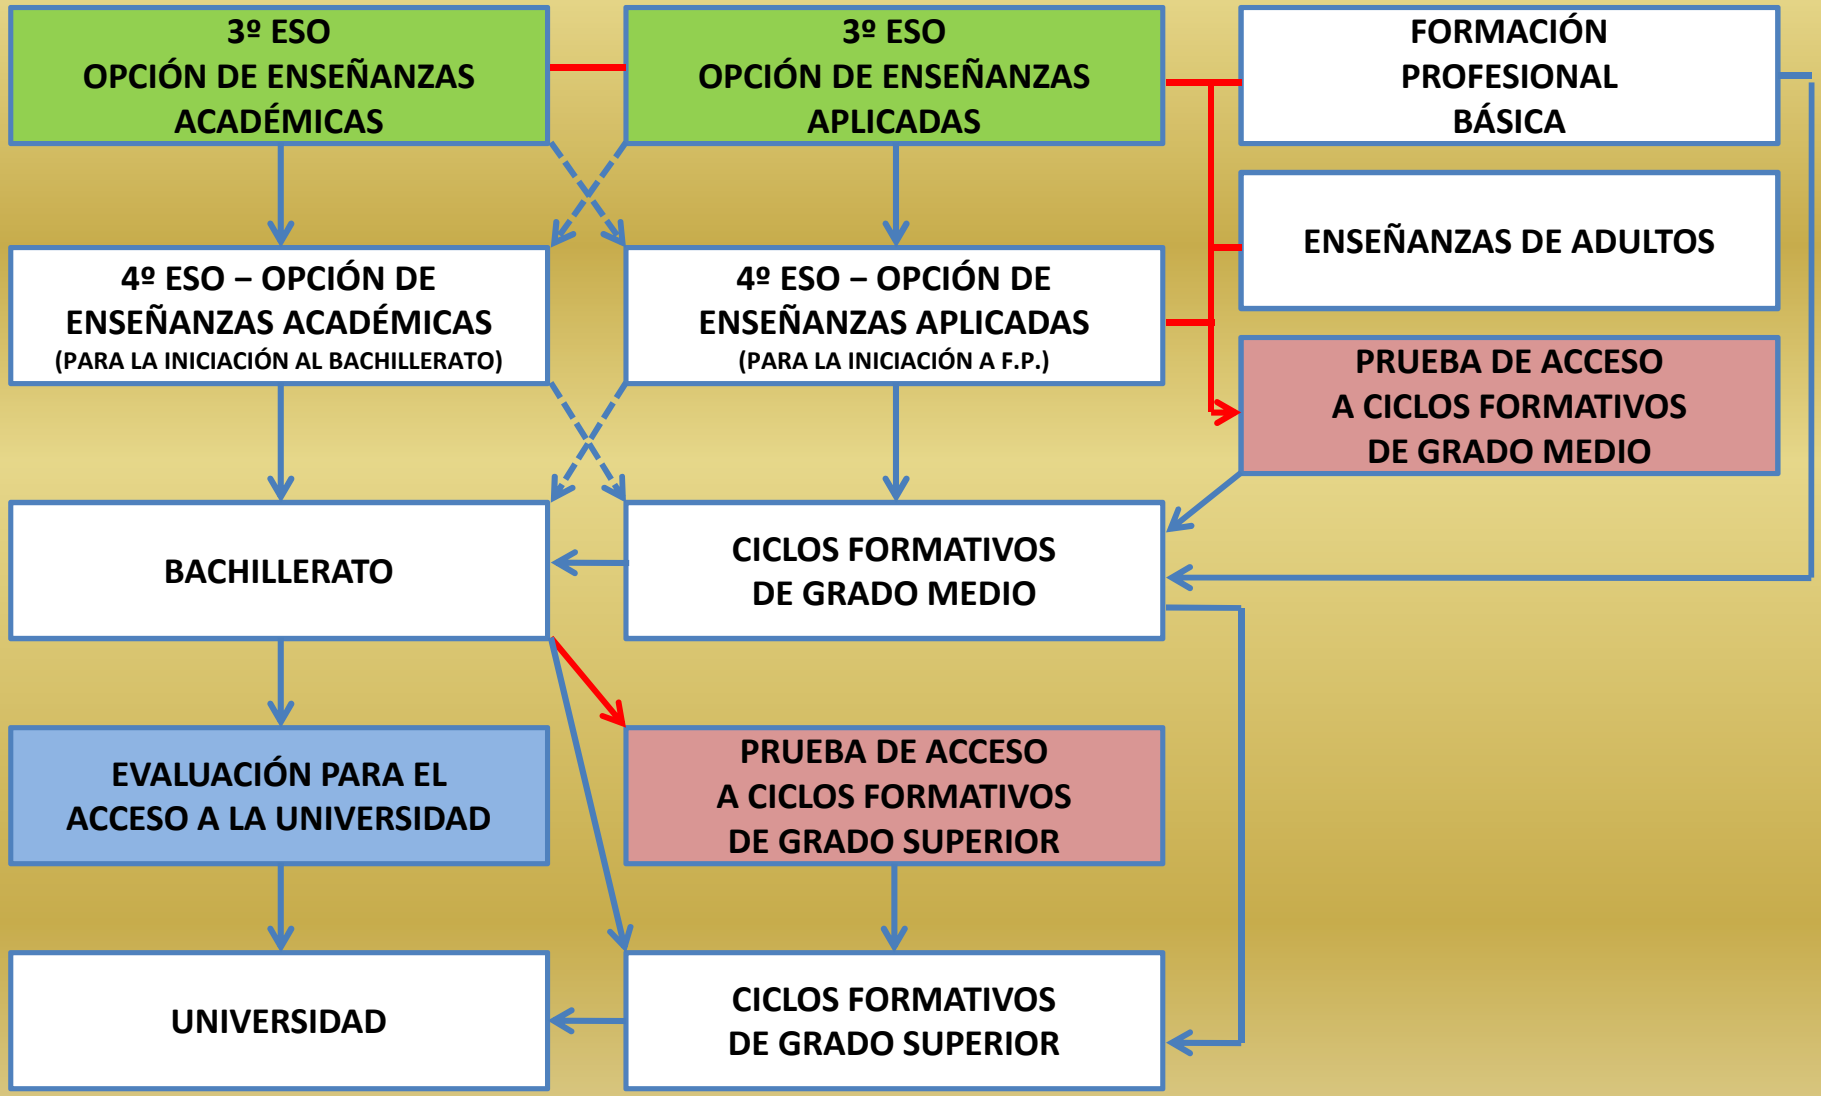 3º ESO
OPCIÓN DE ENSEÑANZAS
ACADÉMICAS
3º ESO
OPCIÓN DE ENSEÑANZAS
APLICADAS
FORMACIÓN
PROFESIONAL
BÁSICA
ENSEÑANZAS DE ADULTOS
4º ESO – OPCIÓN DE
ENSEÑANZAS ACADÉMICAS
(PARA LA INICIACIÓN AL BACHILLERATO)
4º ESO – OPCIÓN DE
ENSEÑANZAS APLICADAS
(PARA LA INICIACIÓN A F.P.)
PRUEBA DE ACCESO
A CICLOS FORMATIVOS
DE GRADO MEDIO
BACHILLERATO
CICLOS FORMATIVOS
DE GRADO MEDIO
EVALUACIÓN PARA EL
ACCESO A LA UNIVERSIDAD
PRUEBA DE ACCESO
A CICLOS FORMATIVOS
DE GRADO SUPERIOR
UNIVERSIDAD
CICLOS FORMATIVOS
DE GRADO SUPERIOR